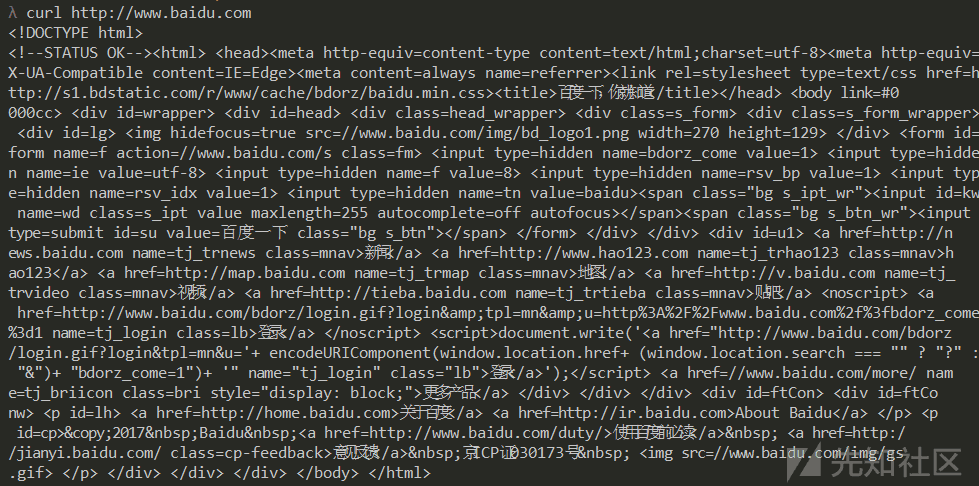 λ curl http://www.baidu.com
<!DOCTYPE html>
<!--STATUS OK--><html> <head><meta http-equiv=content-type content=text/html;charset=utf-8><meta http-equiv=
X-UA-Compatible content=IE=Edge><meta content=always name=referrer><link rel=stylesheet type=text/css href=h
ttp://s1.bdstatic.com/r/www/cache/bdorz/baidu.min.css><title>百度一下，你就知道</title></head> <body link=#0
000cc> <div id=wrapper> <div id=head> <div class=head_wrapper> <div class=s_form> <div class=s_form_wrapper>
<div id=lg> <img hidefocus=true src=//www.baidu.com/img/bd_logo1.png width=270 height=129> </div> <form id=
form name=f action=//www.baidu.com/s class=fm> <input type=hidden name=bdorz_come value=1> <input type=hidde
n name=ie value=utf-8> <input type=hidden name=f value=8> <input type=hidden name=rsv_bp value=1> <input typ
e=hidden name=rsv_idx value=1> <input type=hidden name=tn value=baidu><span class="bg s_ipt_wr"><input id=kw
name=wd class=s_ipt value maxlength=255 autocomplete=off autofocus></span><span class="bg s_btn_wr"><input
type=submit id=su value=百度一下 class="bg s_btn"></span> </form> </div> </div> <div id=u1> <a href=http://n
ews.baidu.com name=tj_trnews class=mnav>新闻</a> <a href=http://www.hao123.com name=tj_trhao123 class=mnav>h
ao123</a> <a href=http://map.baidu.com name=tj_trmap class=mnav>地图</a> <a href=http://v.baidu.com name=tj_
trvideo class=mnav>视频</a> <a href=http://tieba.baidu.com name=tj_trtieba class=mnav>贴吧</a> <noscript> <a
href=http://www.baidu.com/bdorz/login.gif?login&amp;tpl=mn&amp;u=http%3A%2F%2Fwww.baidu.com%2f%3fbdorz_come
%3d1 name=tj_login class=lb>登录</a> </noscript> <script>document.write('<a href="http://www.baidu.com/bdorz
/login.gif?login&tpl=mn&u='+ encodeURIComponent(window.location.href+ (window.location.search === "" ? "?" :
"&")+ "bdorz_come=1")+ '" name="tj_login" class="lb">登录</a>');</script> <a href=//www.baidu.com/more/ nam
e=tj_briicon class=bri style="display: block;">更多产品</a> </div> </div> </div> <div id=ftCon> <div id=ftCo
nw> <p id=lh> <a href=http://home.baidu.com>关于百度</a> <a href=http://ir.baidu.com>About Baidu</a> </p> <p
id=cp>&copy;2017&nbsp;Baidu&nbsp;<a href=http://www.baidu.com/duty/>使用百度前必读</a>&nbsp; <a href=http:/
/jianyi.baidu.com/ class=cp-feedback>意见反馈</a>&nbsp;京ICP证030173号&nbsp; <img src=//www.baidu.com/img/gs
.gif> </p> </div> </div> </div> </body> </html>
先知社区